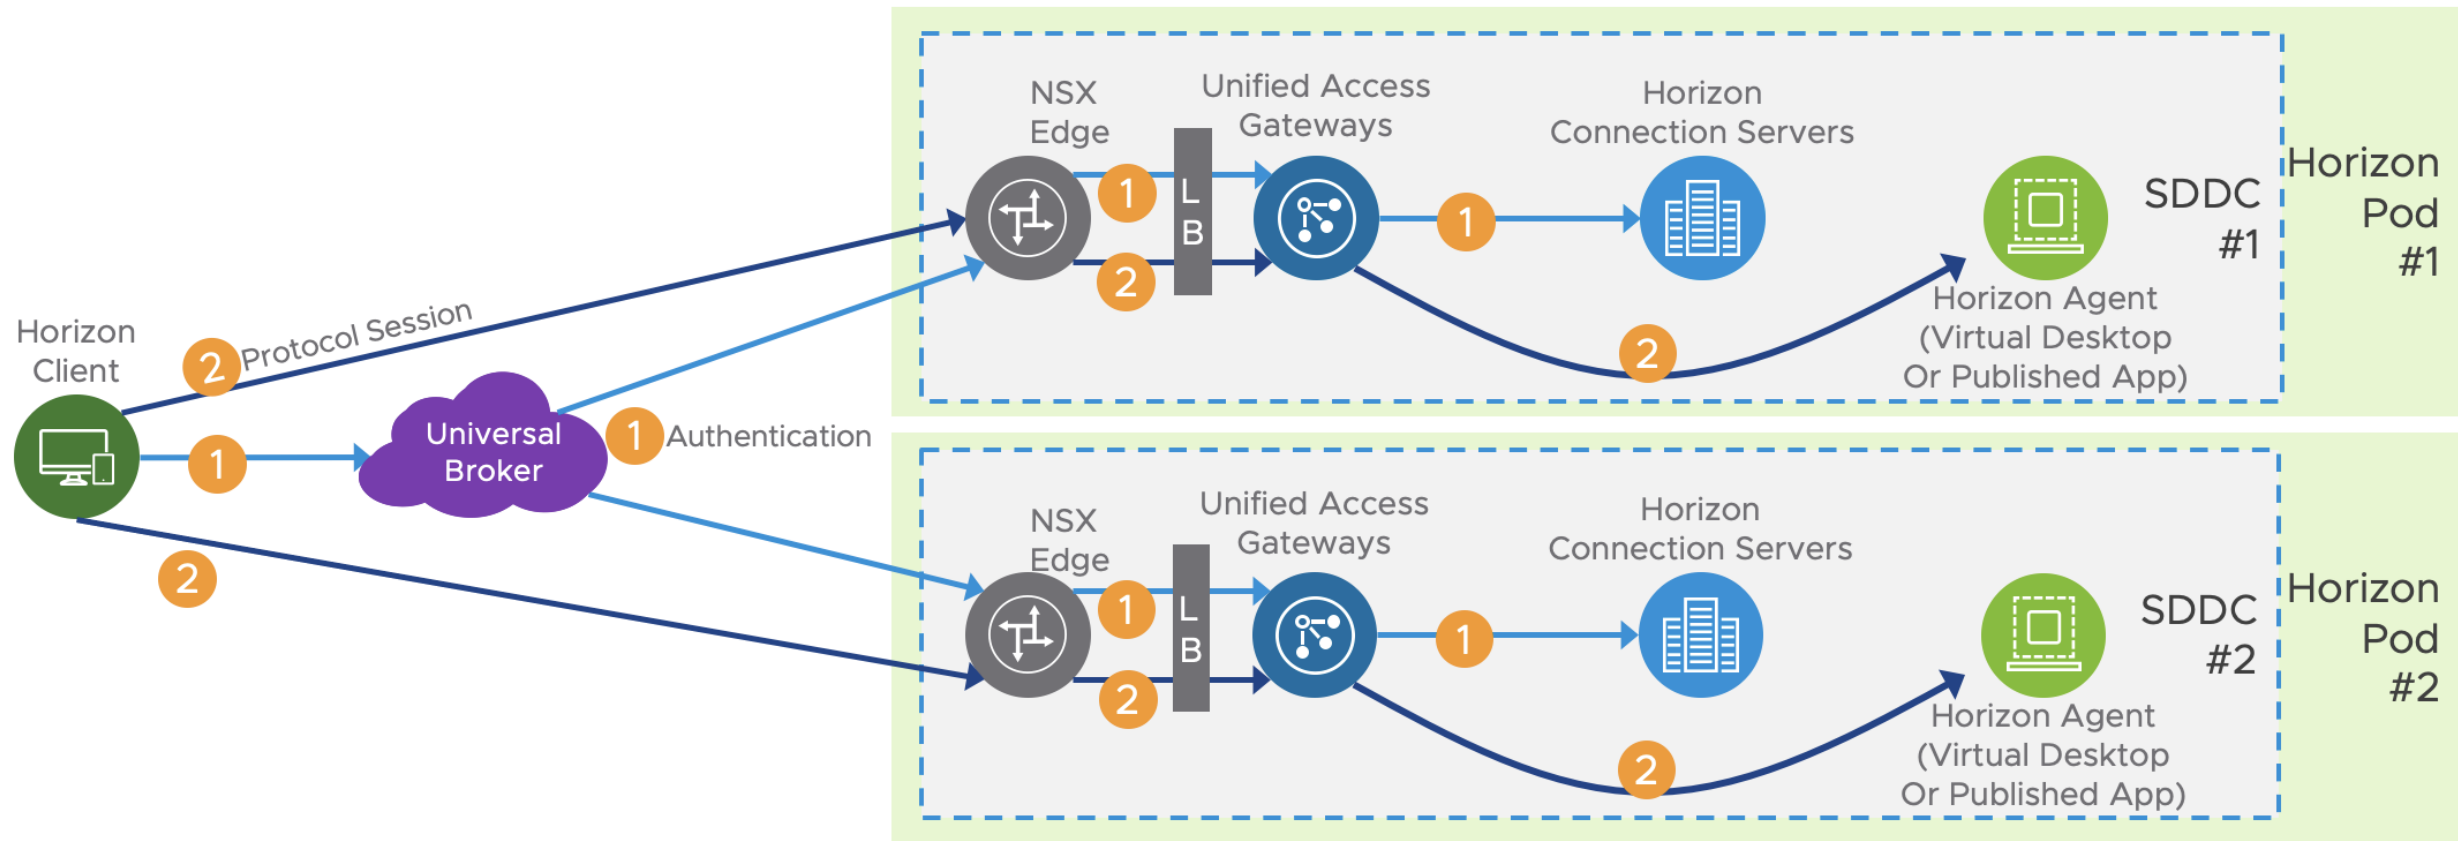 Horizon
Client
2
Protocol Session
1
2
Universal
Broker
1
Authentication
NSX
Edge
1
2
L
B
Unified Access
Gateways
1
2
Horizon
Connection Servers
Horizon Agent
(Virtual Desktop
Or Published App)
SDDC
#1
Horizon
Pod
#1
NSX
Edge
1
2
L
B
Unified Access
Gateways
1
2
Horizon
Connection Servers
Horizon Agent
(Virtual Desktop
Or Published App)
SDDC
#2
Horizon
Pod
#2